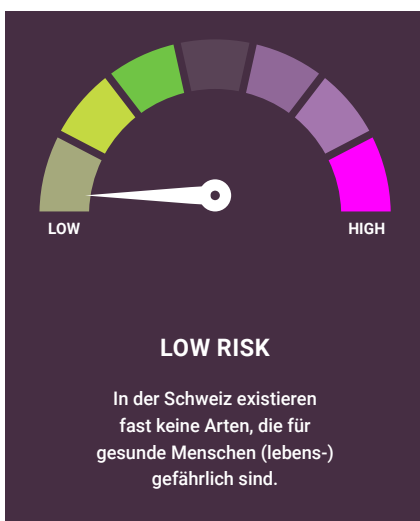 LOW
HIGH
LOW RISK
In der Schweiz existieren
fast keine Arten, die für
gesunde Menschen (lebens-)
gefährlich sind.